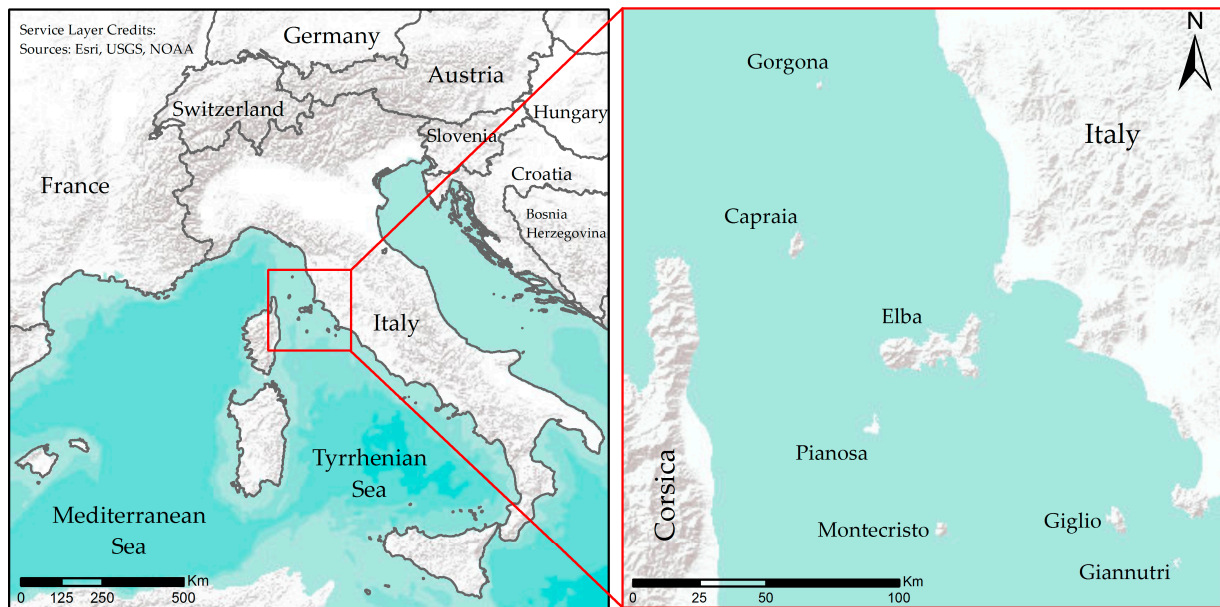 Service Layer Credits:
Sources: Esri, USGS, NOAA
Germany
Austria
Switzerland
Hungary
Slovenia
France
Croatia
Bosnia
Herzegovina
Italy
Tyrrhenian
Sea
Mediterranean
Sea
Km
0 125 250 500
N
Gorgona
Italy
Capraia
Elba
Pianosa
Corsica
Montecristo
Giglio
Giannutri
Km
0 25 50 100